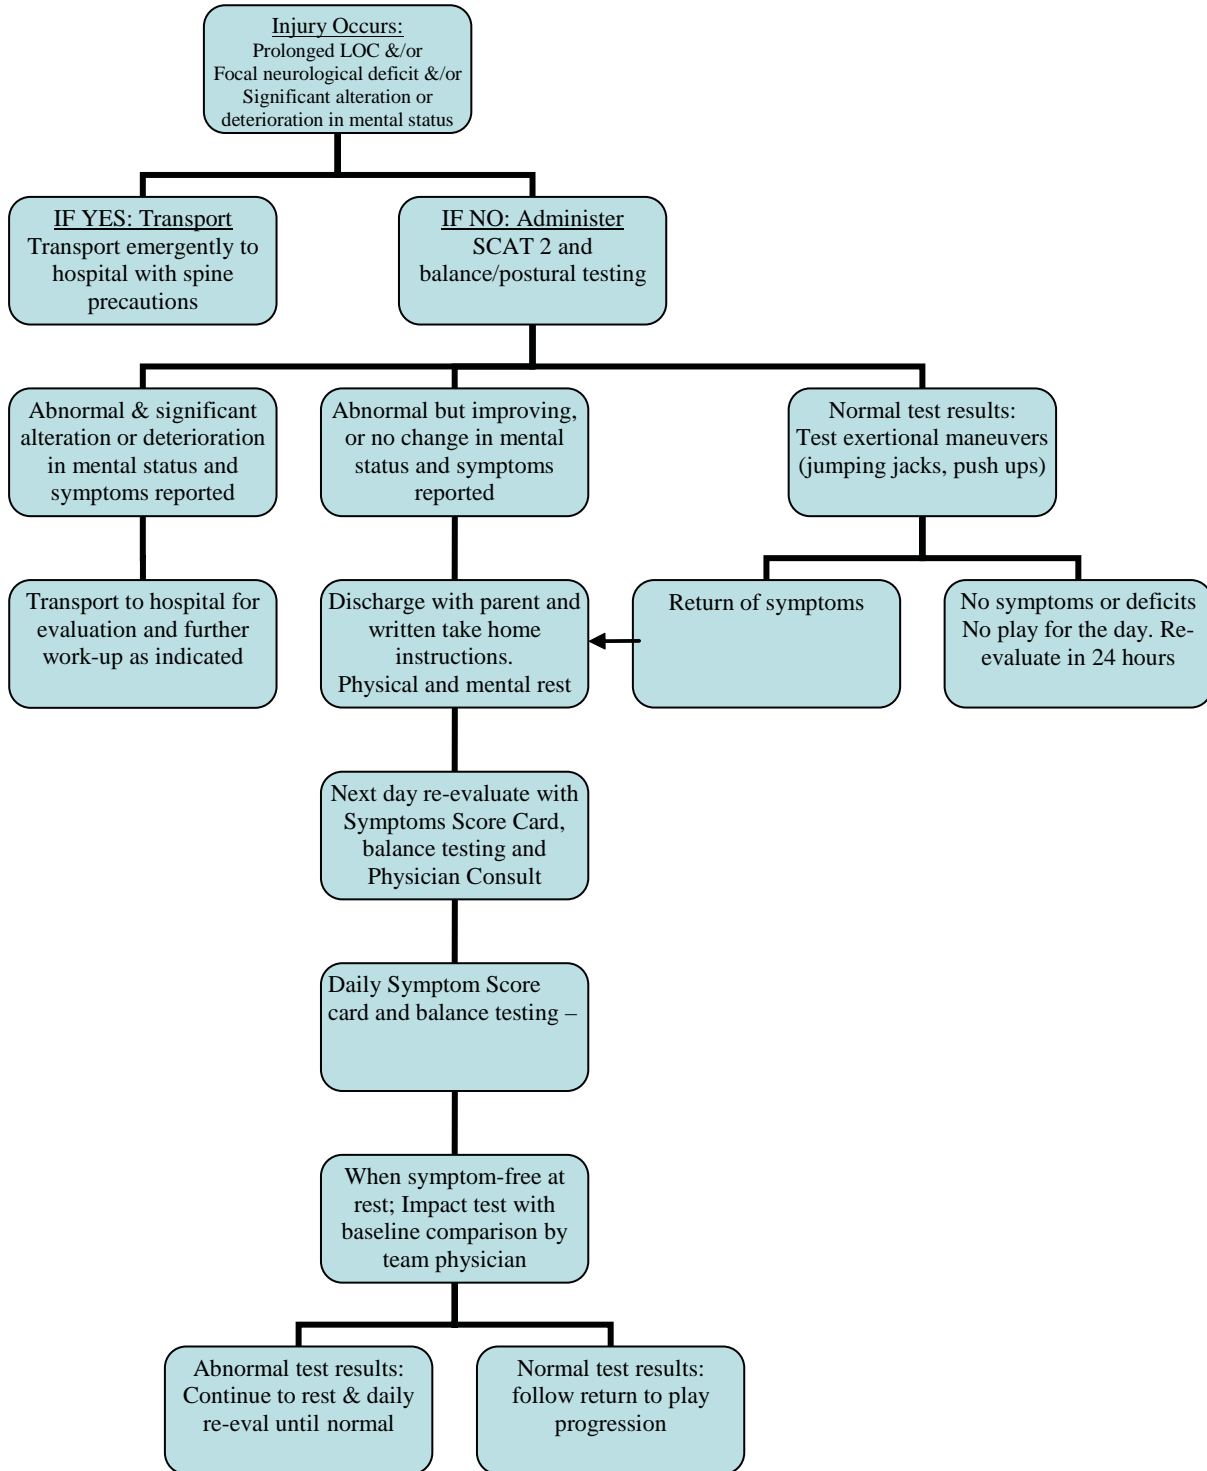 Injury Occurs:
Prolonged LOC &/or
Focal neurological deficit &/or
Significant alteration or
deterioration in mental status
IF YES: Transport
Transport emergently to
hospital with spine
precautions
IF NO: Administer
SCAT 2 and
balance/postural testing
Abnormal & significant
alteration or deterioration
in mental status and
symptoms reported
Abnormal but improving,
or no change in mental
status and symptoms
reported
Normal test results:
Test exertional maneuvers
(jumping jacks, push ups)
Transport to hospital for
evaluation and further
work-up as indicated
Discharge with parent and
written take home
instructions.
Physical and mental rest
Return of symptoms
No symptoms or deficits
No play for the day. Re-
evaluate in 24 hours
Next day re-evaluate with
Symptoms Score Card,
balance testing and
Physician Consult
Daily Symptom Score
card and balance testing –
When symptom-free at
rest; Impact test with
baseline comparison by
team physician
Abnormal test results:
Continue to rest & daily
re-eval until normal
Normal test results:
follow return to play
progression